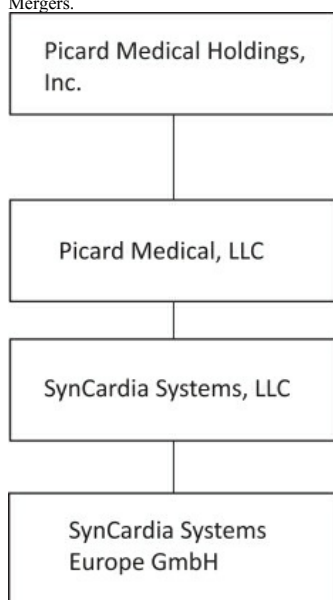 Mergers.
Picard Medical Holdings,
Inc.
Picard Medical, LLC
SynCardia Systems, LLC
SynCardia Systems
Europe GmbH